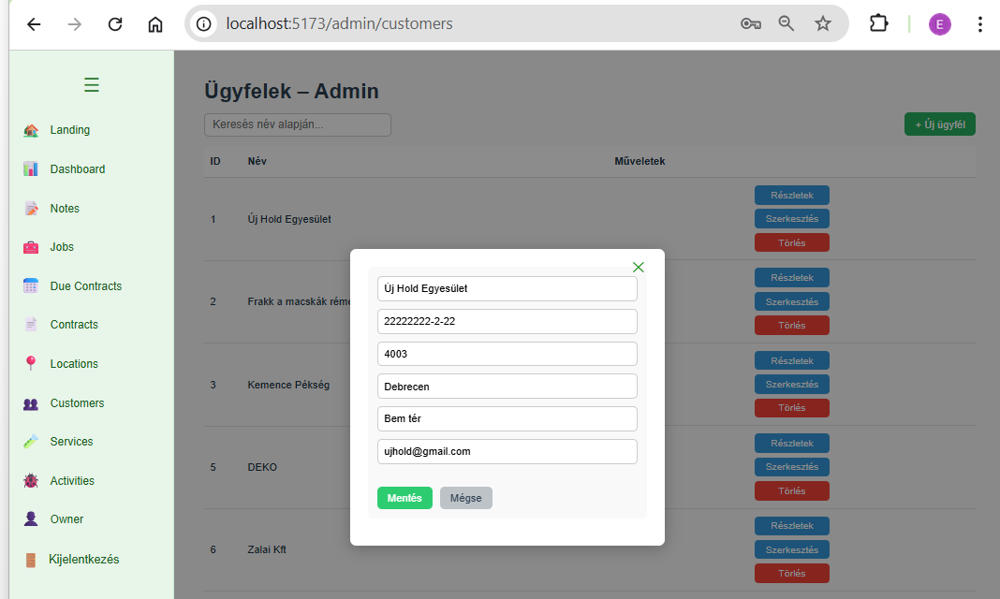 localhost:5173/admin/customers
E
Landing
Dashboard
Notes
Jobs
Due Contracts
Contracts
Locations
Customers
Services
Activities
Owner
Kijelentkezés
Ügyfelek – Admin
Keresés név alapján...
+ Új ügyfél
ID Név Műveletek
1 Új Hold Egyesület
Részletek
Szerkesztés
Törlés
2 Frakk a macskák
Részletek
Szerkesztés
Törlés
3 Kemence Pékség
Részletek
Szerkesztés
Törlés
5 DEKO
Részletek
Szerkesztés
Törlés
6 Zalai Kft
Részletek
Szerkesztés
Törlés
Új Hold Egyesület
22222222-2-22
4003
Debrecen
Bem tér
ujhold@gmail.com
Mentés Mégse